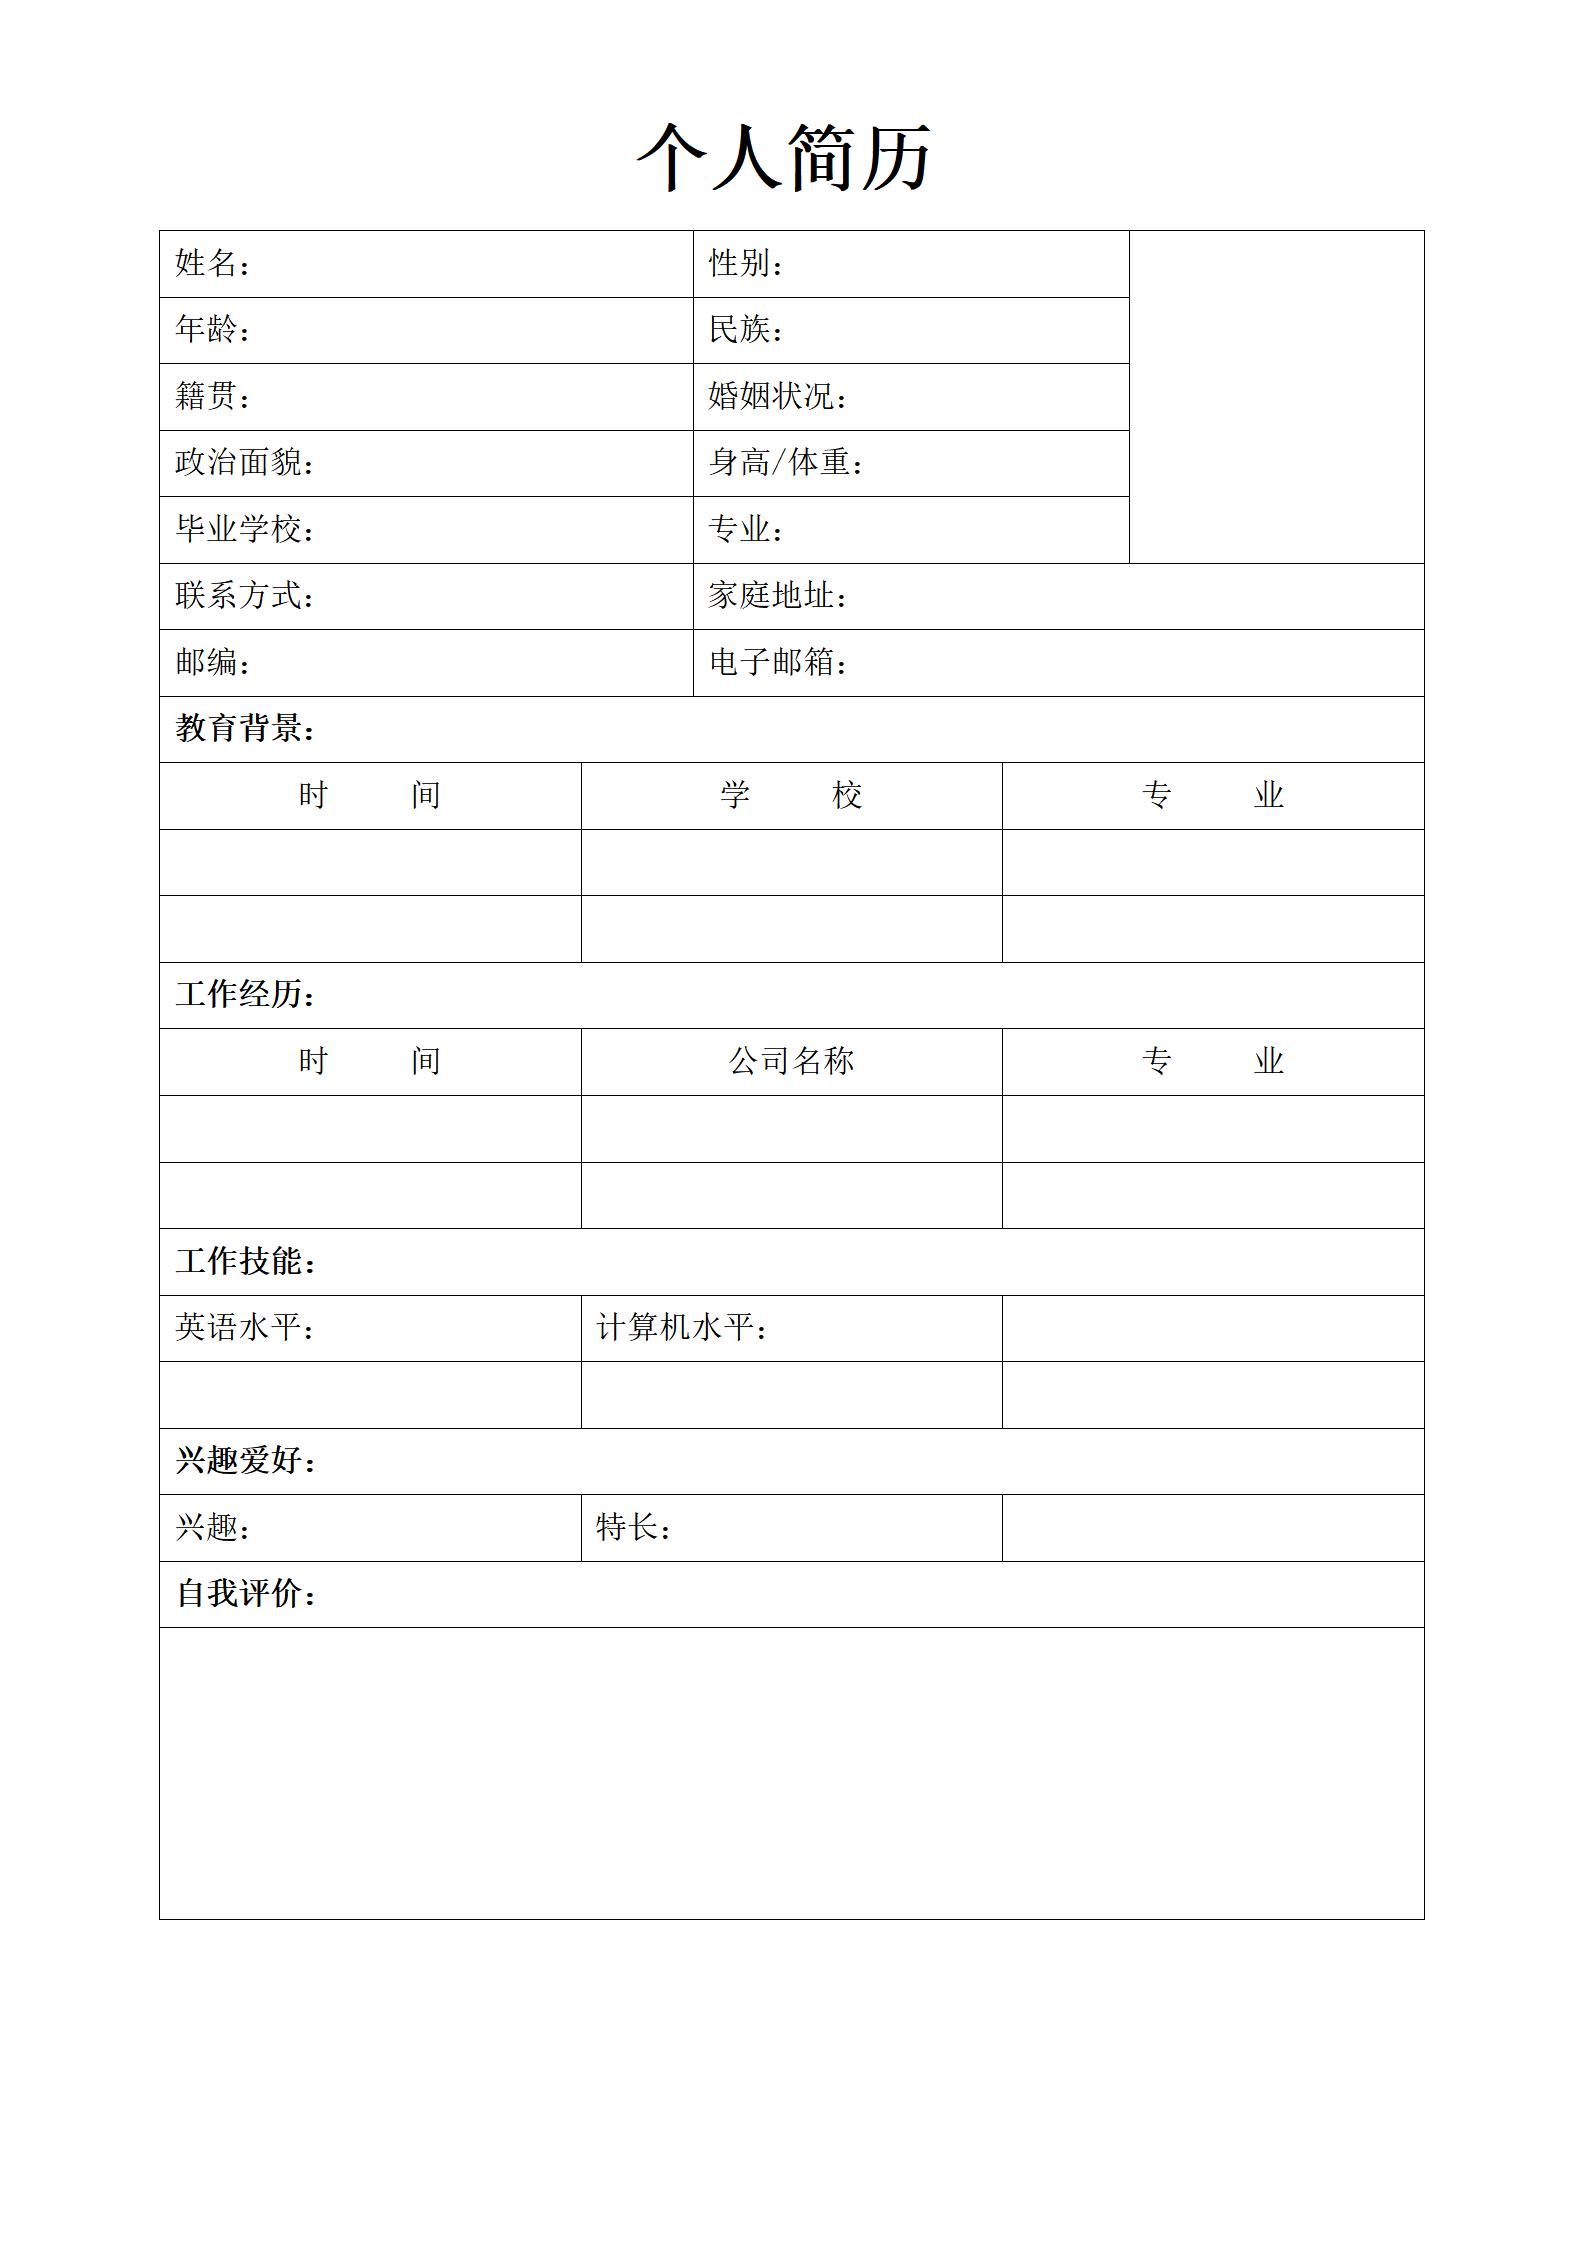 个人简历
姓名： 性别：
年龄： 民族：
籍贯： 婚姻状况：
政治面貌： 身高/体重：
毕业学校： 专业：
联系方式： 家庭地址：
邮编： 电子邮箱：
教育背景：
时 间 学 校 专 业
工作经历：
时 间 公司名称 专 业
工作技能：
英语水平： 计算机水平：
兴趣爱好：
兴趣： 特长：
自我评价：